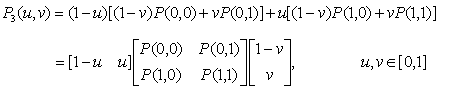 P₃(u,v) = (1−u)[(1−v)P(0,0)+vP(0,1)]+u[(1−v)P(1,0)+vP(1,1)]
= [1−u u] [P(0,0) P(0,1)
P(1,0) P(1,1)] [1−v
v], u,v∈[0,1]